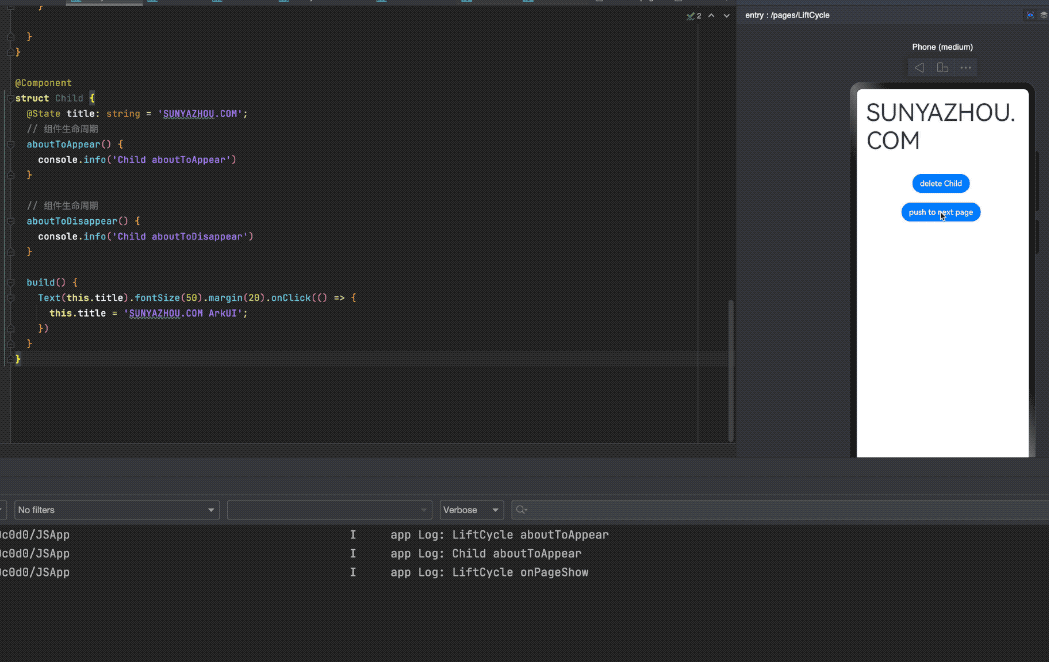 }
}
@Component
struct Child {
@State title: string = 'SUNYAZHOU.COM';
// 组件生命周期
aboutToAppear() {
console.info('Child aboutToAppear')
}
// 组件生命周期
aboutToDisappear() {
console.info('Child aboutToDisappear')
}
build() {
Text(this.title).fontSize(50).margin(20).onClick(() => {
this.title = 'SUNYAZHOU.COM ArkUI';
})
}
}
2
entry : /pages/LiftCycle
Phone (medium)
SUNYAZHOU.
COM
delete Child
push to next page
No filters
Verbose
c0d0/JSApp I app Log: LiftCycle aboutToAppear
c0d0/JSApp I app Log: Child aboutToAppear
c0d0/JSApp I app Log: LiftCycle onPageShow